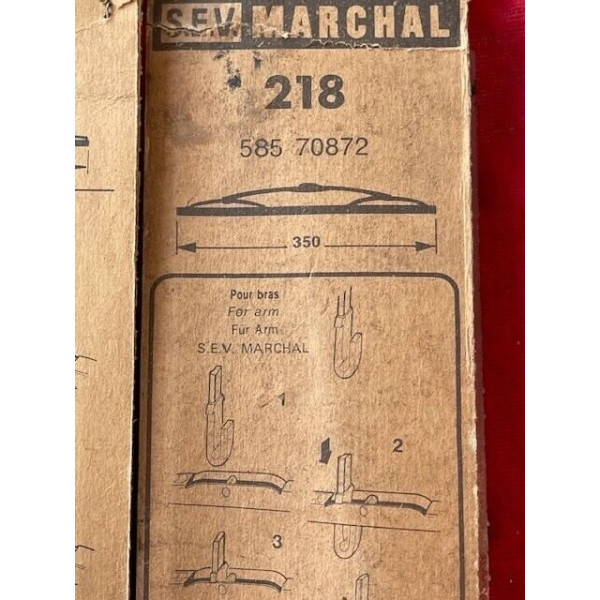 S.E.V. MARCHAL
218
585 70872
350
Pour bras
For arm
Für Arm
S.E.V. MARCHAL
1
2
3